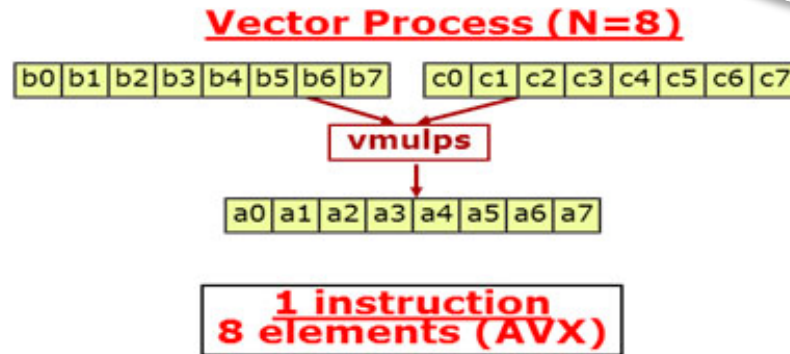 Vector Process (N=8)
b0 b1 b2 b3 b4 b5 b6 b7 c0 c1 c2 c3 c4 c5 c6 c7
vmulps
a0 a1 a2 a3 a4 a5 a6 a7
1 instruction
8 elements (AVX)